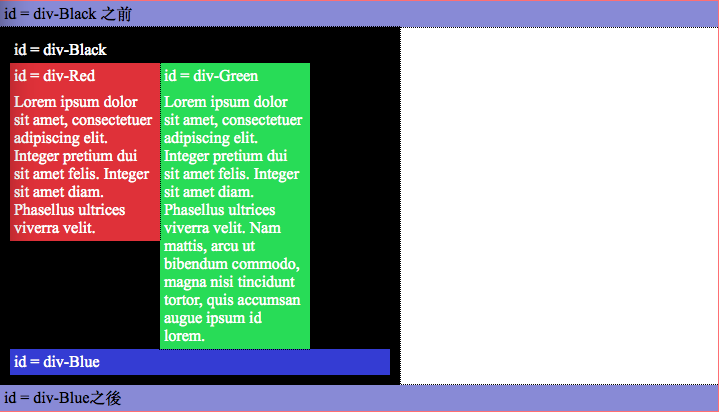 id = div-Black 之前
id = div-Black
id = div-Red
Lorem ipsum dolor
sit amet, consectetuer
adipiscing elit.
Integer pretium dui
sit amet felis. Integer
sit amet diam.
Phasellus ultrices
viverra velit.
id = div-Green
Lorem ipsum dolor
sit amet, consectetuer
adipiscing elit.
Integer pretium dui
sit amet felis. Integer
sit amet diam.
Phasellus ultrices
viverra velit. Nam
mattis, arcu ut
bibendum commodo,
magna nisi tincidunt
tortor, quis accumsan
augue ipsum id
lorem.
id = div-Blue
id = div-Blue之後